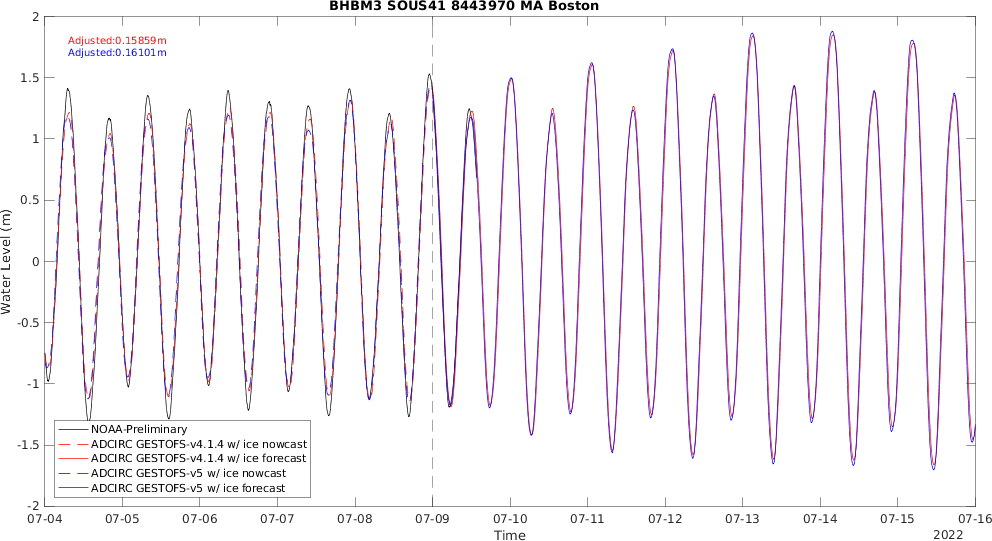 BHBM3 SOUS41 8443970 MA Boston
Adjusted:0.15859m
Adjusted:0.16101m
Water Level (m)
2
1.5
1
0.5
0
-0.5
-1
-1.5
-2
NOAA-Preliminary
ADCIRC GESTOFS-v4.1.4 w/ ice nowcast
ADCIRC GESTOFS-v4.1.4 w/ ice forecast
ADCIRC GESTOFS-v5 w/ ice nowcast
ADCIRC GESTOFS-v5 w/ ice forecast
07-04 07-05 07-06 07-07 07-08 07-09 07-10 07-11 07-12 07-13 07-14 07-15 07-16
Time
2022